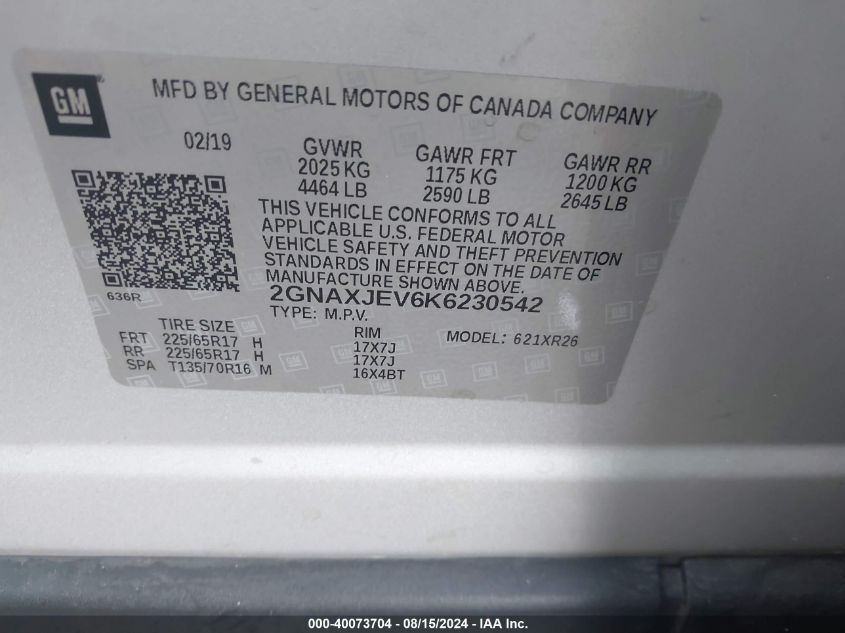 GM
MFD BY GENERAL MOTORS OF CANADA COMPANY
02/19
GVWR
2025 KG
4464 LB
GAWR FRT
1175 KG
2590 LB
GAWR RR
1200 KG
2645 LB
THIS VEHICLE CONFORMS TO ALL
APPLICABLE U.S. FEDERAL MOTOR
VEHICLE SAFETY AND THEFT PREVENTION
STANDARDS IN EFFECT ON THE DATE OF
MANUFACTURE SHOWN ABOVE.
636R
2GNAXJEV6K6230542
TYPE: M.P.V.
MODEL: 621XR26
TIRE SIZE RIM
FRT 225/65R17 H 17X7J
RR 225/65R17 H 17X7J
SPA T135/70R16 M 16X4BT
000-40073704 - 08/15/2024 - IAA Inc.